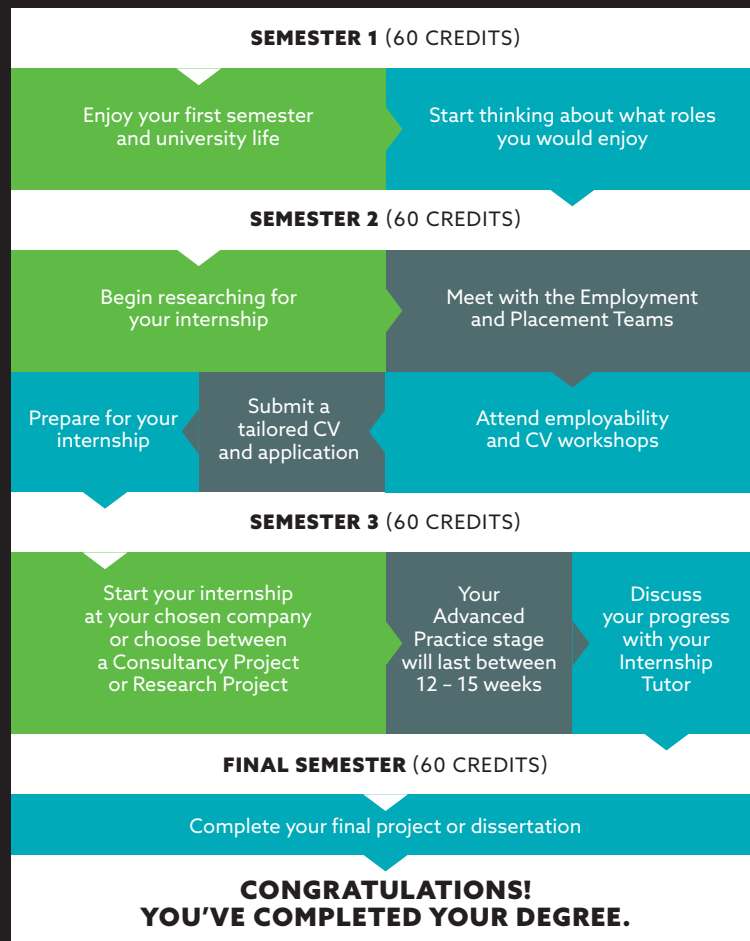 SEMESTER 1 (60 CREDITS)
Enjoy your first semester
and university life
Start thinking about what roles
you would enjoy
SEMESTER 2 (60 CREDITS)
Begin researching for
your internship
Meet with the Employment
and Placement Teams
Attend employability
and CV workshops
Submit a
tailored CV
and application
Prepare for your
internship
SEMESTER 3 (60 CREDITS)
Start your internship
at your chosen company
or choose between
a Consultancy Project
or Research Project
Your
Advanced
Practice stage
will last between
12 – 15 weeks
Discuss
your progress
with your
Internship
Tutor
FINAL SEMESTER (60 CREDITS)
Complete your final project or dissertation
CONGRATULATIONS!
YOU'VE COMPLETED YOUR DEGREE.